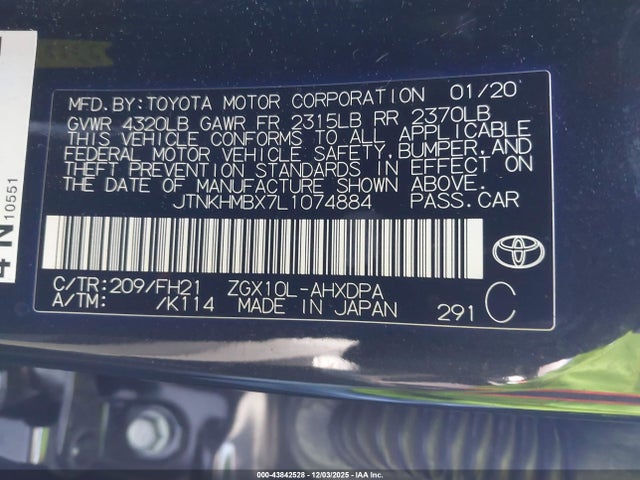 MFD.BY:TOYOTA MOTOR CORPORATION 01/20
GVWR 4320LB GAWR FR 2315LB RR 2370LB
THIS VEHICLE CONFORMS TO ALL APPLICABLE
FEDERAL MOTOR VEHICLE SAFETY,BUMPER,AND
THEFT PREVENTION STANDARDS IN EFFECT ON
THE DATE OF MANUFACTURE SHOWN ABOVE.
JTNKHMBX7L1074884 PASS.CAR
C/TR:209/FH21 ZGX10L-AHXDPA
A/TM: /K114 MADE IN JAPAN 291 C
4 N 10551
000-43842528 - 12/03/2025 - IAA Inc.